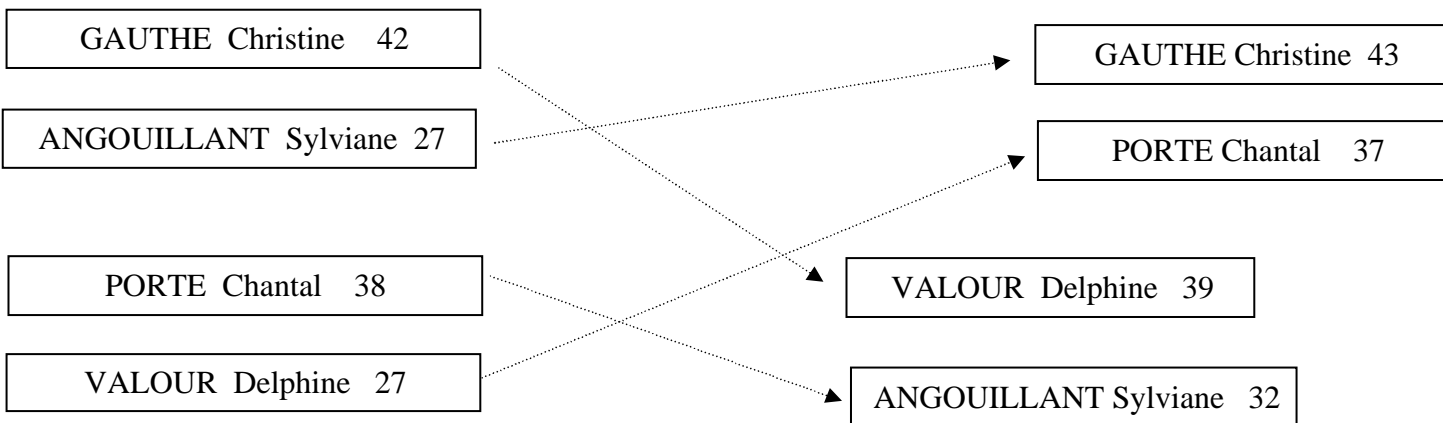 GAUTHE Christine 42
ANGOUILLANT Sylviane 27
PORTE Chantal 38
VALOUR Delphine 27
GAUTHE Christine 43
PORTE Chantal 37
VALOUR Delphine 39
ANGOUILLANT Sylviane 32